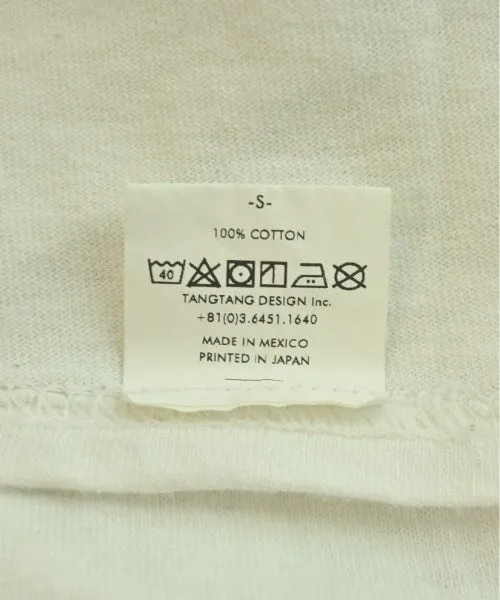 -S-
100% COTTON
40
TANGTANG DESIGN Inc.
+81(0)3.6451.1640
MADE IN MEXICO
PRINTED IN JAPAN